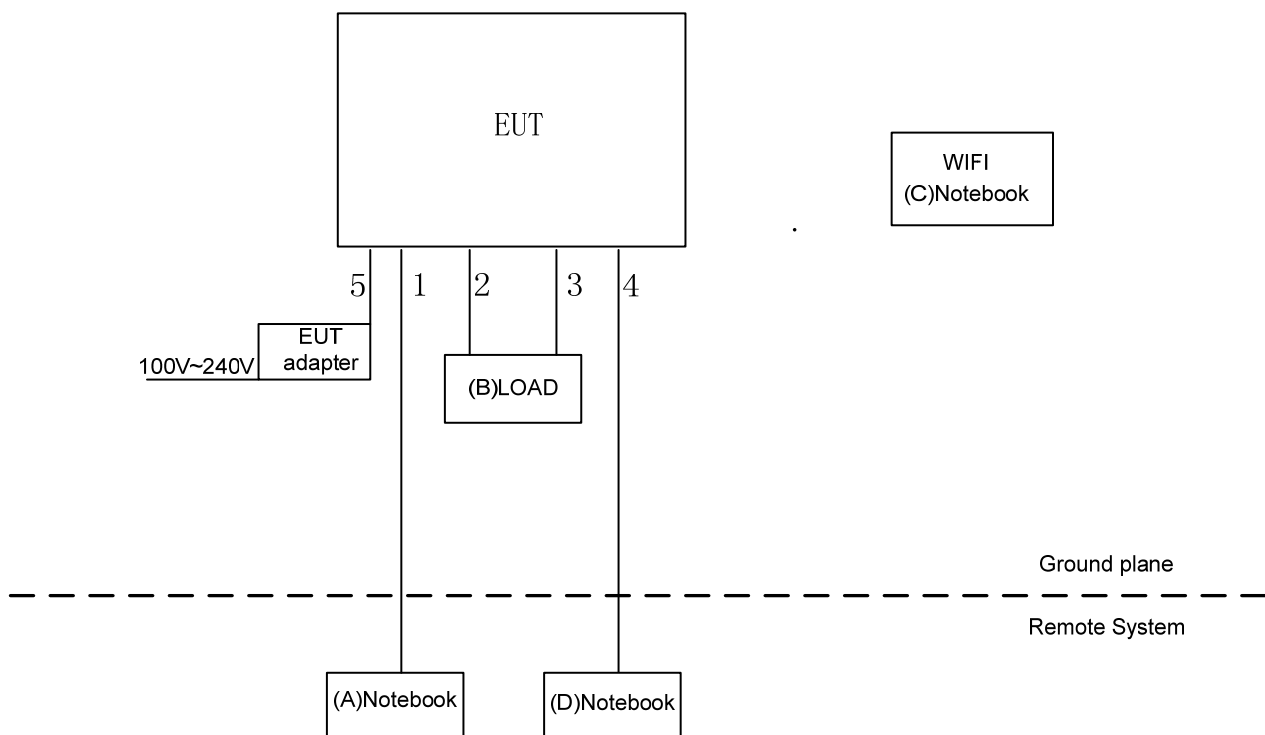 EUT
WIFI
(C)Notebook
5
1
2
3
4
EUT
adapter
100V~240V
(B)LOAD
Ground plane
Remote System
(A)Notebook
(D)Notebook